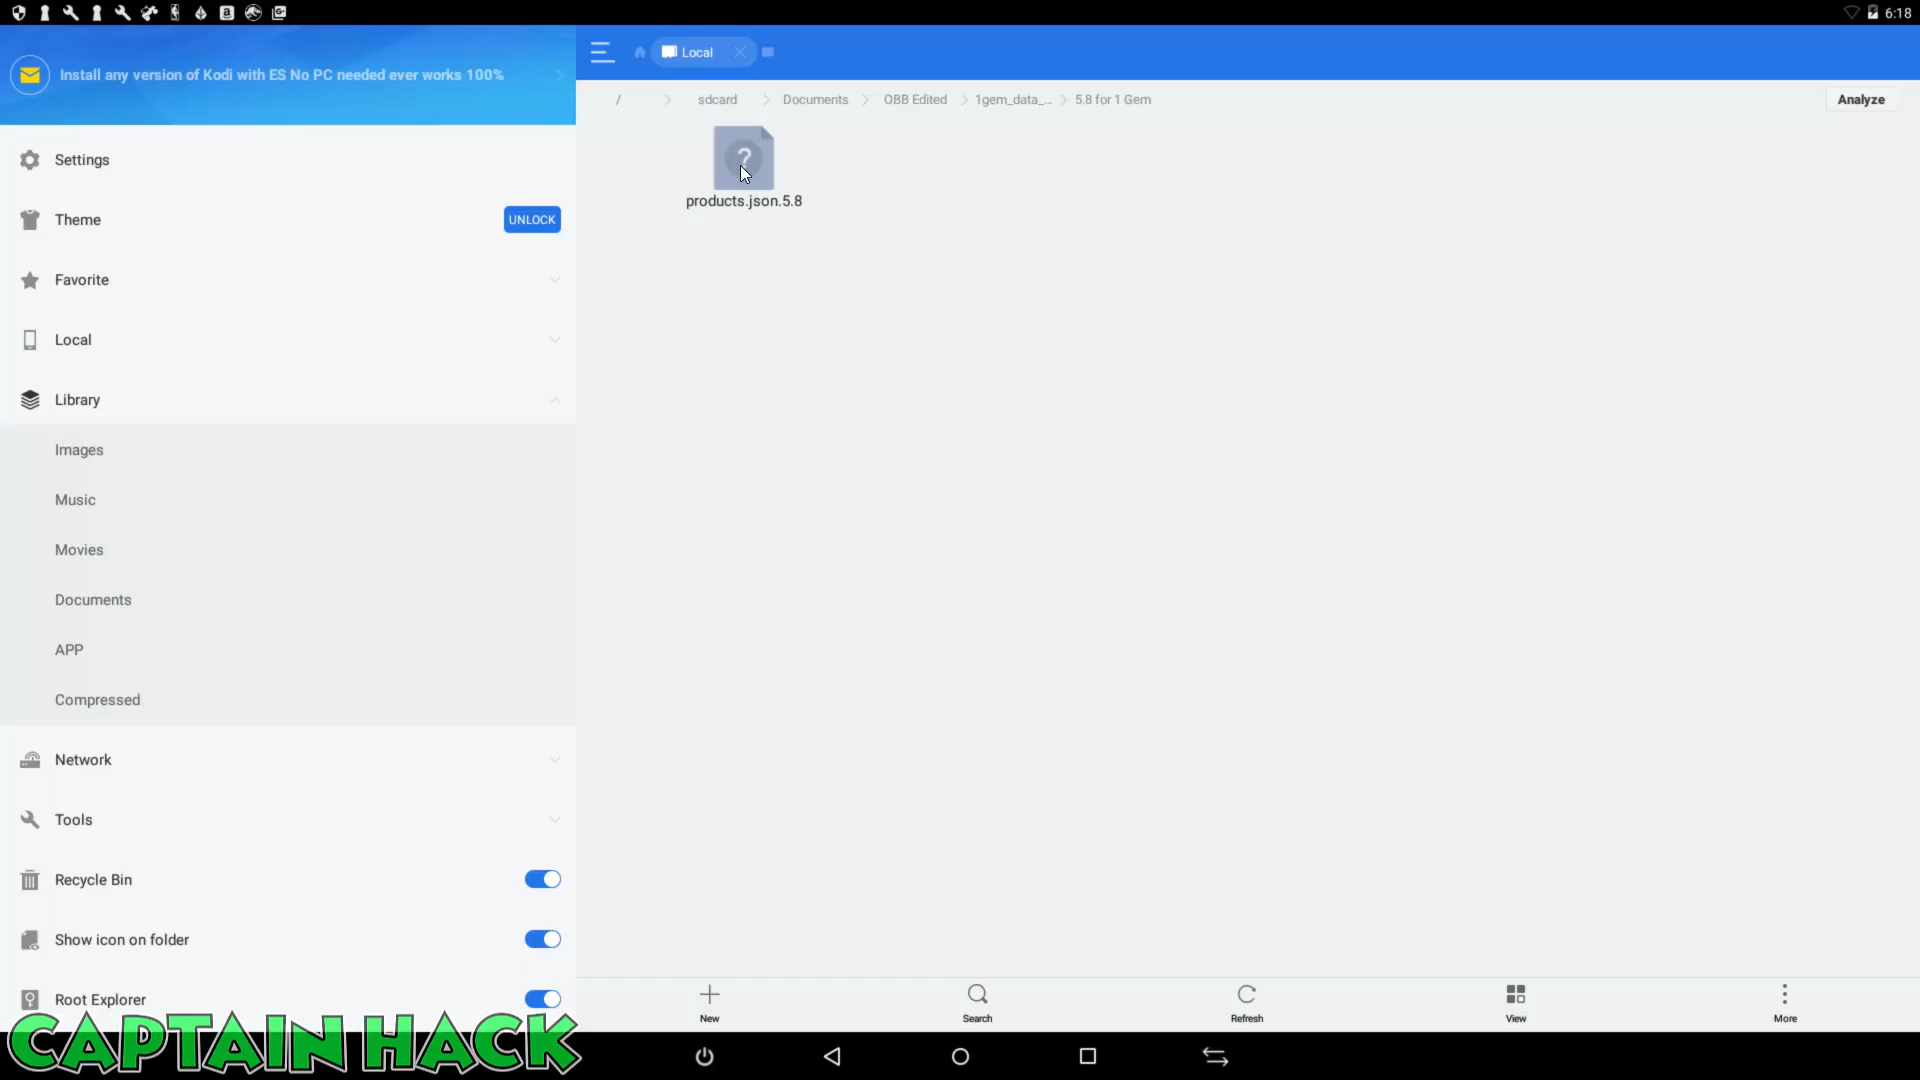 6:18
Install any version of Kodi with ES No PC needed ever works 100%
Local
/ sdcard Documents OBB Edited 1gem_data_... 5.8 for 1 Gem
Analyze
?
products.json.5.8
Settings
Theme
UNLOCK
Favorite
Local
Library
Images
Music
Movies
Documents
APP
Compressed
Network
Tools
Recycle Bin
Show icon on folder
Root Explorer
New
Search
Refresh
View
More
CAPTAIN HACK